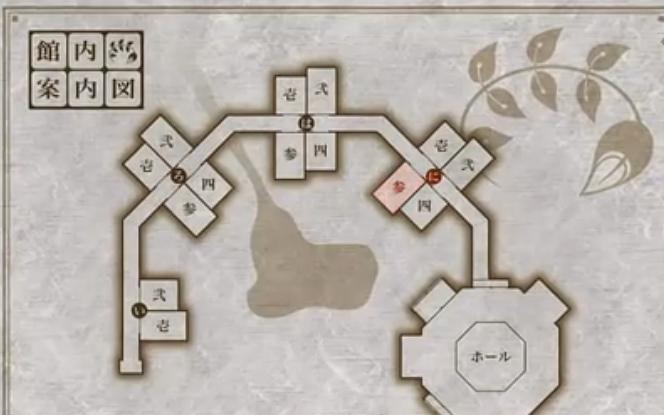 館内
案内図
壱 弐
は
参 四
弐
壱
ろ
四
参
壱
弐
に
参
四
弐
い
壱
ホール